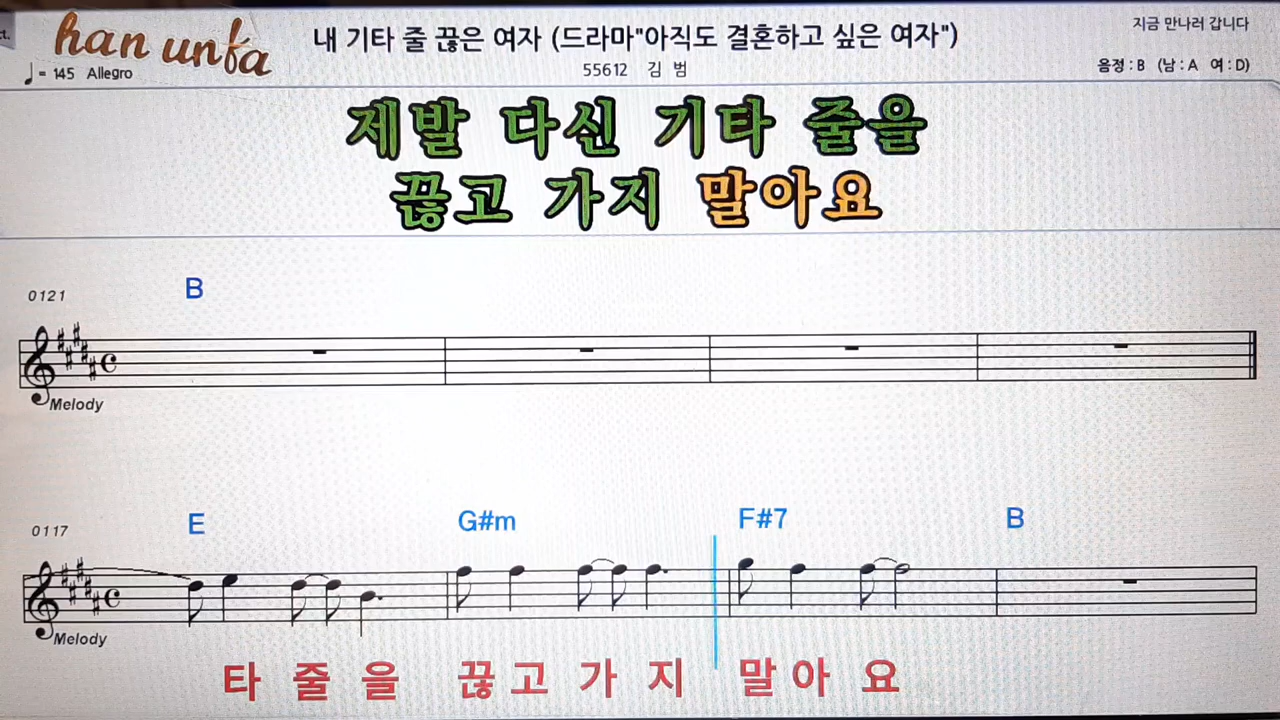 ct.
han unfa
내 기타 줄 끊은 여자 (드라마"아직도 결혼하고 싶은 여자")
지금 만나러 갑니다
♩= 145 Allegro
55612 김 범
음정 : B (남 : A 여 : D)
제발 다신 기타 줄을
끊고 가지 말아요
0121
B
Melody
0117
E G#m F#7 B
Melody
타 줄 을 끊 고 가 지 말 아 요